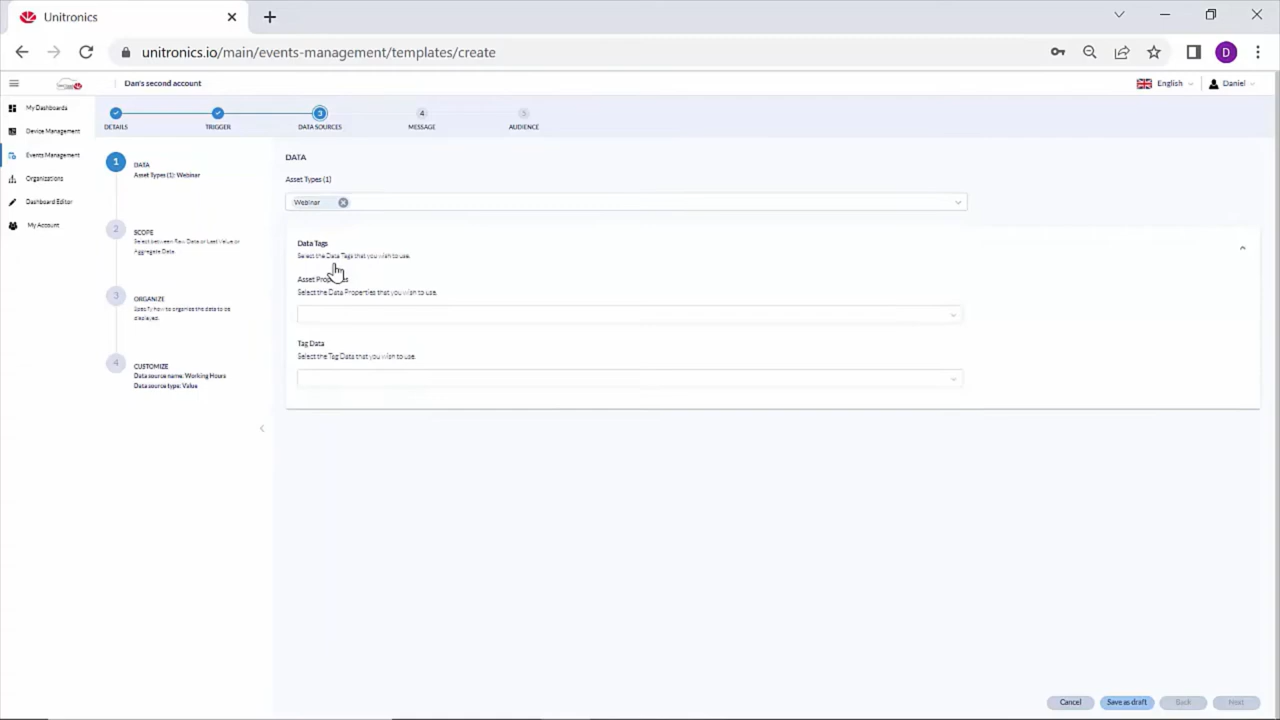 Unitronics
unitronics.io/main/events-management/templates/create
D
Dan's second account
English
Daniel
My Dashboards
Device Management
Events Management
Organizations
Dashboard Editor
My Account
3
4
5
DETAILS
TRIGGER
DATA SOURCES
MESSAGE
AUDIENCE
1
DATA
Asset Types (1): Webinar
2
SCOPE
Select between Raw Data or Last Value or
Aggregate Data.
3
ORGANIZE
Specify how to organize the data to be
displayed.
4
CUSTOMIZE
Data source name: Working Hours
Data source type: Value
DATA
Asset Types (1)
Webinar
Data Tags
Select the Data Tags that you wish to use.
Asset Properties
Select the Data Properties that you wish to use.
Tag Data
Select the Tag Data that you wish to use.
Cancel
Save as draft
Back
Next